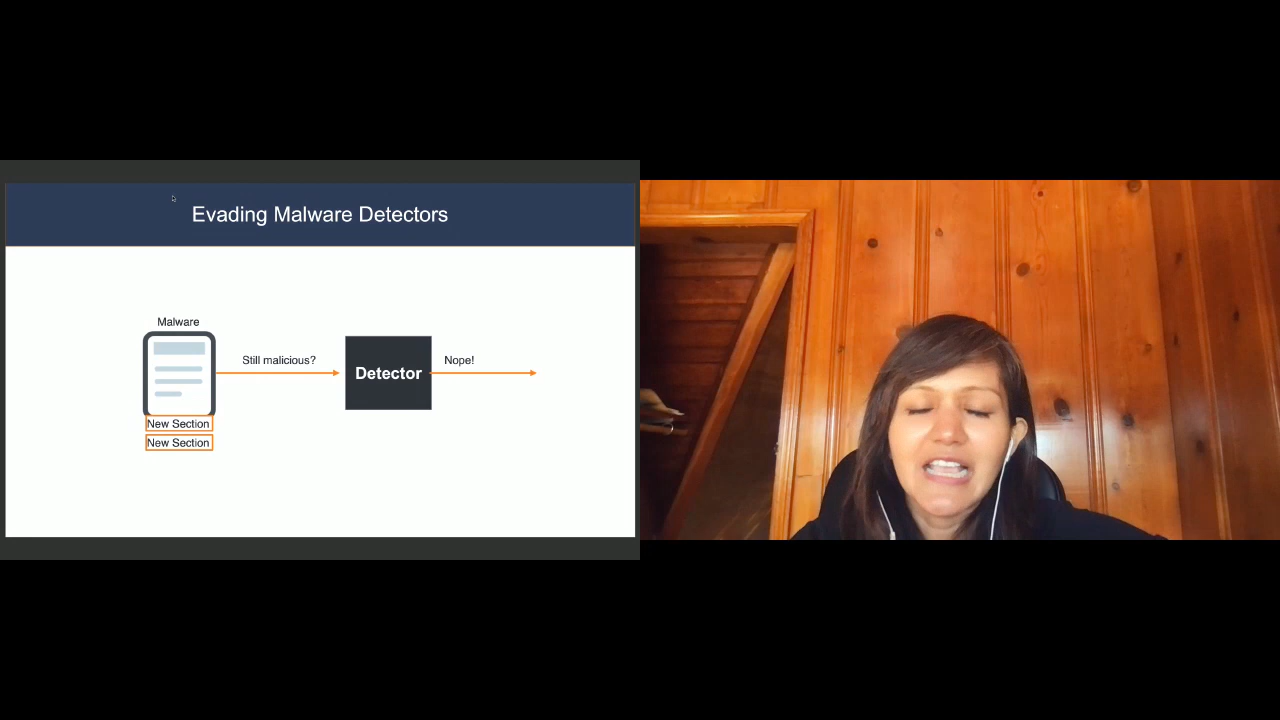 Evading Malware Detectors
Malware
Still malicious?
Detector
Nope!
New Section
New Section